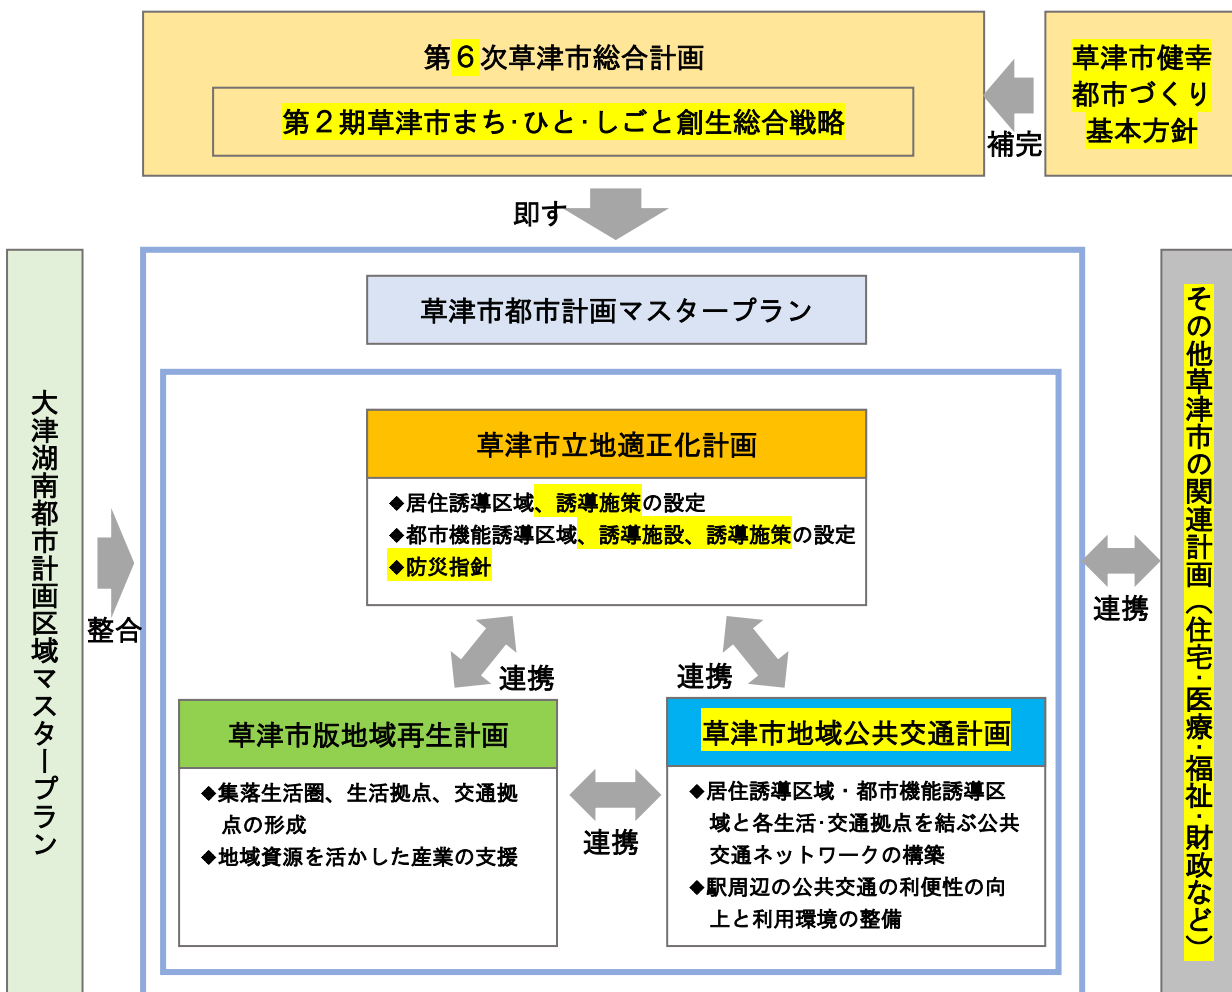 第６次草津市総合計画
第２期草津市まち･ひと･しごと創生総合戦略
草津市健幸
都市づくり
基本方針
補完
即す
大津湖南都市計画区域マスタープラン
整合
草津市都市計画マスタープラン
草津市立地適正化計画
◆居住誘導区域、誘導施策の設定
◆都市機能誘導区域、誘導施設、誘導施策の設定
◆防災指針
連携
連携
草津市版地域再生計画
◆集落生活圏、生活拠点、交通拠
点の形成
◆地域資源を活かした産業の支援
連携
草津市地域公共交通計画
◆居住誘導区域・都市機能誘導区
域と各生活･交通拠点を結ぶ公共
交通ネットワークの構築
◆駅周辺の公共交通の利便性の向
上と利用環境の整備
連携
その他草津市の関連計画（住宅･医療･福祉･財政など）